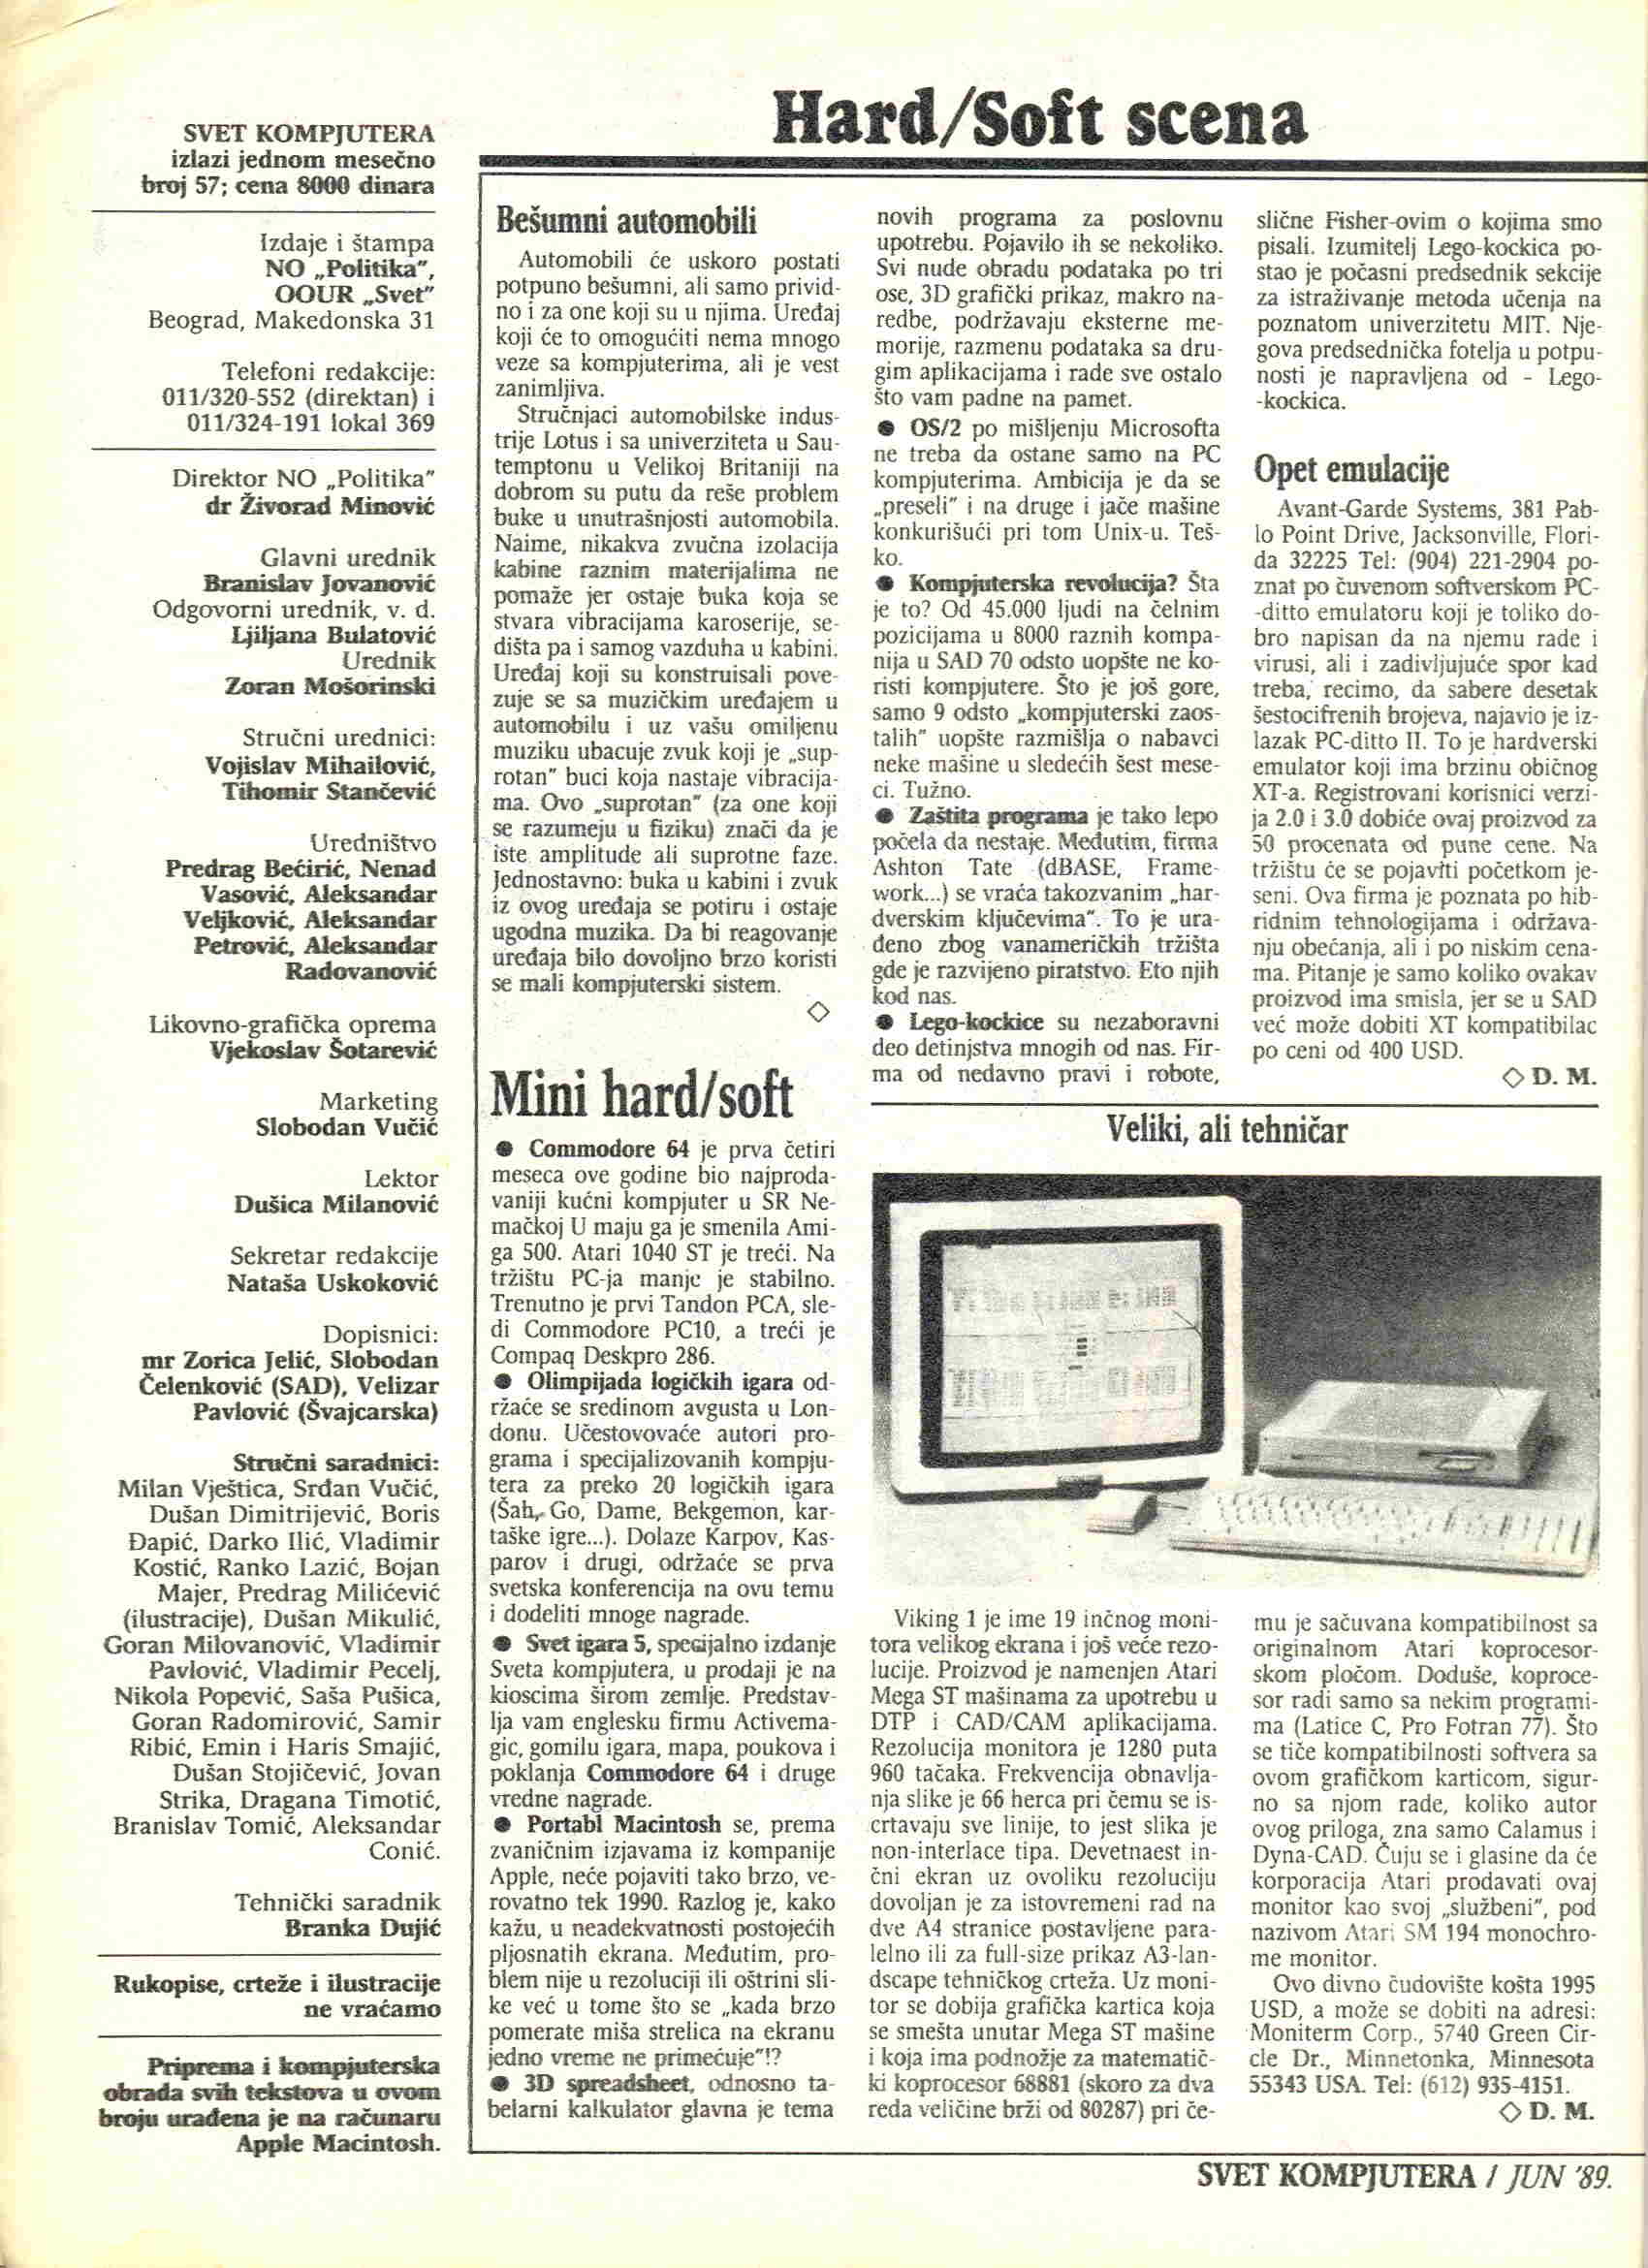 Hard/Soft scena
SVET KOMPJUTERA
izlazi jednom mesečno
broj 57; cena 8000 dinara
Izdaje i štampa
NO „Politika”,
OOUR „Svet”
Beograd, Makedonska 31
Telefoni redakcije:
011/320-552 (direktan) i
011/324-191 lokal 369
Direktor NO „Politika”
dr Živorad Minović
Glavni urednik
Branislav Jovanović
Odgovorni urednik, v. d.
Ljiljana Bulatović
Urednik
Zoran Mošorinski
Stručni urednici:
Vojislav Mihailović,
Tihomir Stančević
Uredništvo
Predrag Bećirić, Nenad
Vasović, Aleksandar
Veljković, Aleksandar
Petrović, Aleksandar
Radovanović
Likovno-grafička oprema
Vjekoslav Šotarević
Marketing
Slobodan Vučić
Lektor
Dušica Milanović
Sekretar redakcije
Nataša Uskoković
Dopisnici:
mr Zorica Jelić, Slobodan
Čelenković (SAD), Velizar
Pavlović (Švajcarska)
Stručni saradnici:
Milan Vještica, Srđan Vučić,
Dušan Dimitrijević, Boris
Đapić, Darko Ilić, Vladimir
Kostić, Ranko Lazić, Bojan
Majer, Predrag Milićević
(ilustracije), Dušan Mikulić,
Goran Milovanović, Vladimir
Pavlović, Vladimir Pecelj,
Nikola Popević, Saša Pušica,
Goran Radomirović, Samir
Ribić, Emin i Haris Smajić,
Dušan Stojičević, Jovan
Strika, Dragana Timotić,
Branislav Tomić, Aleksandar
Conić.
Tehnički saradnik
Branka Dujić
Rukopise, crteže i ilustracije
ne vraćamo
Priprema i kompjuterska
obrada svih tekstova u ovom
broju urađena je na računaru
Apple Macintosh.
Bešumni automobili
Automobili će uskoro postati
potpuno bešumni, ali samo privid-
no i za one koji su u njima. Uređaj
koji će to omogućiti nema mnogo
veze sa kompjuterima, ali je vest
zanimljiva.
Stručnjaci automobilske indus-
trije Lotus i sa univerziteta u Sau-
temptonu u Velikoj Britaniji na
dobrom su putu da reše problem
buke u unutrašnjosti automobila.
Naime, nikakva zvučna izolacija
kabine raznim materijalima ne
pomaže jer ostaje buka koja se
stvara vibracijama karoserije, se-
dišta pa i samog vazduha u kabini.
Uređaj koji su konstruisali pove-
zuje se sa muzičkim uređajem u
automobilu i uz vašu omiljenu
muziku ubacuje zvuk koji je „sup-
rotan” buci koja nastaje vibracija-
ma. Ovo „suprotan” (za one koji
se razumeju u fiziku) znači da je
iste amplitude ali suprotne faze.
Jednostavno: buka u kabini i zvuk
iz ovog uređaja se potiru i ostaje
ugodna muzika. Da bi reagovanje
uređaja bilo dovoljno brzo koristi
se mali kompjuterski sistem.
◇
Mini hard/soft
● Commodore 64 je prva četiri
meseca ove godine bio najproda-
vaniji kućni kompjuter u SR Ne-
mačkoj U maju ga je smenila Ami-
ga 500. Atari 1040 ST je treći. Na
tržištu PC-ja manje je stabilno.
Trenutno je prvi Tandon PCA, sle-
di Commodore PC10, a treći je
Compaq Deskpro 286.
● Olimpijada logičkih igara od-
ržaće se sredinom avgusta u Lon-
donu. Učestovovaće autori pro-
grama i specijalizovanih kompju-
tera za preko 20 logičkih igara
(Šah, Go, Dame, Bekgemon, kar-
taške igre...). Dolaze Karpov, Kas-
parov i drugi, održaće se prva
svetska konferencija na ovu temu
i dodeliti mnoge nagrade.
● Svet igara 5, specijalno izdanje
Sveta kompjutera, u prodaji je na
kioscima širom zemlje. Predstav-
lja vam englesku firmu Activema-
gic, gomilu igara, mapa, poukova i
poklanja Commodore 64 i druge
vredne nagrade.
● Portabl Macintosh se, prema
zvaničnim izjavama iz kompanije
Apple, neće pojaviti tako brzo, ve-
rovatno tek 1990. Razlog je, kako
kažu, u neadekvatnosti postojećih
pljosnatih ekrana. Međutim, pro-
blem nije u rezoluciji ili oštrini sli-
ke već u tome što se „kada brzo
pomerate miša strelica na ekranu
jedno vreme ne primećuje”!?
● 3D spreadsheet, odnosno ta-
belarni kalkulator glavna je tema
novih programa za poslovnu
upotrebu. Pojavilo ih se nekoliko.
Svi nude obradu podataka po tri
ose, 3D grafički prikaz, makro na-
redbe, podržavaju eksterne me-
morije, razmenu podataka sa dru-
gim aplikacijama i rade sve ostalo
što vam padne na pamet.
● OS/2 po mišljenju Microsofta
ne treba da ostane samo na PC
kompjuterima. Ambicija je da se
„preseli” i na druge i jače mašine
konkurišući pri tom Unix-u. Teš-
ko.
● Kompjuterska revolucija? Šta
je to? Od 45.000 ljudi na čelnim
pozicijama u 8000 raznih kompa-
nija u SAD 70 odsto uopšte ne ko-
risti kompjutere. Što je još gore,
samo 9 odsto „kompjuterski zaos-
talih” uopšte razmišlja o nabavci
neke mašine u sledećih šest mese-
ci. Tužno.
● Zaštita programa je tako lepo
počela da nestaje. Međutim, firma
Ashton Tate (dBASE, Frame-
work...) se vraća takozvanim „har-
dverskim ključevima”. To je ura-
đeno zbog vanameričkih tržišta
gde je razvijeno piratstvo. Eto njih
kod nas.
● Lego-kockice su nezaboravni
deo detinjstva mnogih od nas. Fir-
ma od nedavno pravi i robote,
slične Fisher-ovim o kojima smo
pisali. Izumitelj Lego-kockica po-
stao je počasni predsednik sekcije
za istraživanje metoda učenja na
poznatom univerzitetu MIT. Nje-
gova predsednička fotelja u potpu-
nosti je napravljena od - Lego-
-kockica.
Opet emulacije
Avant-Garde Systems, 381 Pab-
lo Point Drive, Jacksonville, Flori-
da 32225 Tel: (904) 221-2904 po-
znat po čuvenom softverskom PC-
-ditto emulatoru koji je toliko do-
bro napisan da na njemu rade i
virusi, ali i zadivljujuće spor kad
treba, recimo, da sabere desetak
šestocifrenih brojeva, najavio je iz-
lazak PC-ditto II. To je hardverski
emulator koji ima brzinu običnog
XT-a. Registrovani korisnici verzi-
ja 2.0 i 3.0 dobiće ovaj proizvod za
50 procenata od pune cene. Na
tržištu će se pojaviti početkom je-
seni. Ova firma je poznata po hib-
ridnim tehnologijama i održava-
nju obećanja, ali i po niskim cena-
ma. Pitanje je samo koliko ovakav
proizvod ima smisla, jer se u SAD
već može dobiti XT kompatibilac
po ceni od 400 USD.
◇ D. M.
Veliki, ali tehničar
Viking 1 je ime 19 inčnog moni-
tora velikog ekrana i još veće rezo-
lucije. Proizvod je namenjen Atari
Mega ST mašinama za upotrebu u
DTP i CAD/CAM aplikacijama.
Rezolucija monitora je 1280 puta
960 tačaka. Frekvencija obnavlja-
nja slike je 66 herca pri čemu se is-
crtavaju sve linije, to jest slika je
non-interlace tipa. Devetnaest in-
čni ekran uz ovoliku rezoluciju
dovoljan je za istovremeni rad na
dve A4 stranice postavljene para-
lelno ili za full-size prikaz A3-lan-
dscape tehničkog crteža. Uz moni-
tor se dobija grafička kartica koja
se smešta unutar Mega ST mašine
i koja ima podnožje za matematič-
ki koprocesor 68881 (skoro za dva
reda veličine brži od 80287) pri če-
mu je sačuvana kompatibilnost sa
originalnom Atari koprocesor-
skom pločom. Doduše, koproce-
sor radi samo sa nekim programi-
ma (Latice C, Pro Fotran 77). Što
se tiče kompatibilnosti softvera sa
ovom grafičkom karticom, sigur-
no sa njom rade, koliko autor
ovog priloga, zna samo Calamus i
Dyna-CAD. Čuju se i glasine da će
korporacija Atari prodavati ovaj
monitor kao svoj „službeni”, pod
nazivom Atari SM 194 monochro-
me monitor.
Ovo divno čudovište košta 1995
USD, a može se dobiti na adresi:
Moniterm Corp., 5740 Green Cir-
cle Dr., Minnetonka, Minnesota
55343 USA. Tel: (612) 935-4151.
◇ D. M.
SVET KOMPJUTERA / JUN '89.